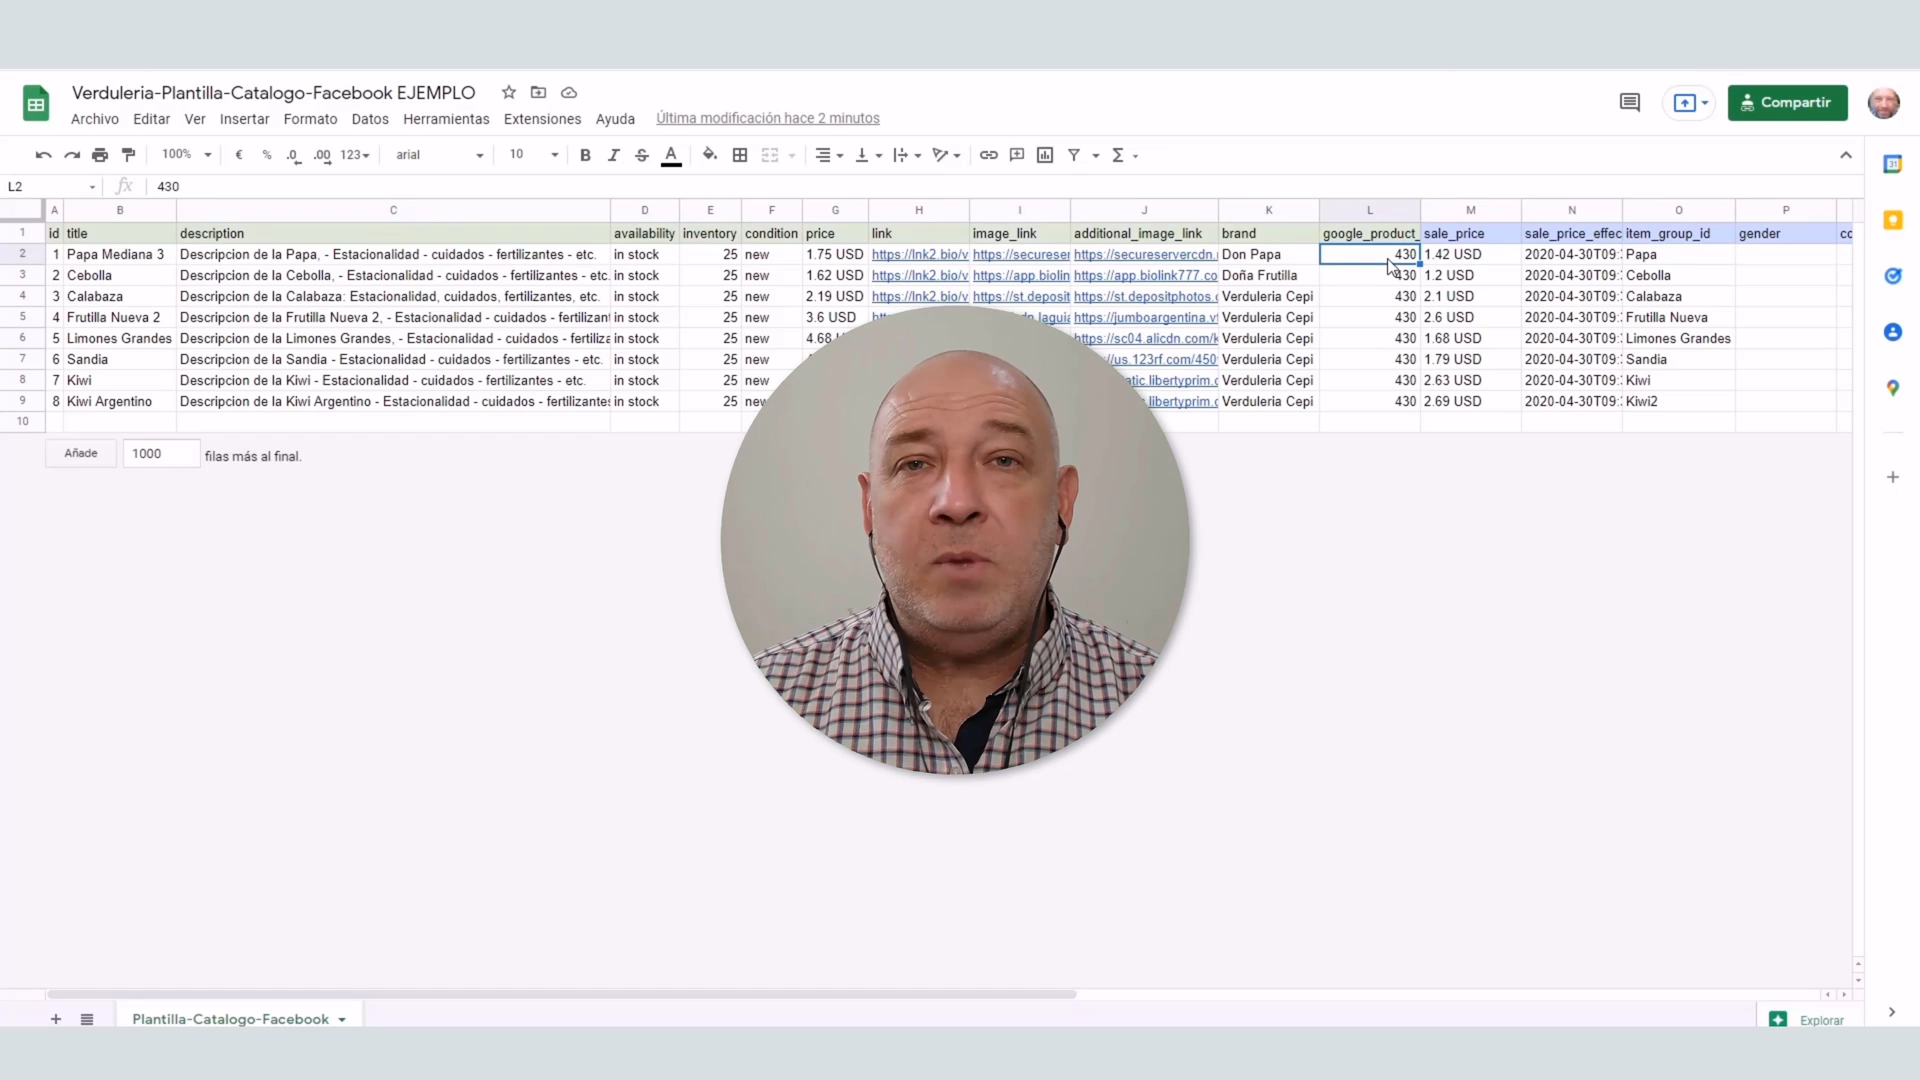 Verduleria-Plantilla-Catalogo-Facebook EJEMPLO
Archivo Editar Ver Insertar Formato Datos Herramientas Extensiones Ayuda Última modificación hace 2 minutos
Compartir
100% € % .0 .00 123 arial 10 B I S A
L2 fx 430
A B C D E F G H I J K L M N O P
1 id title description availability inventory condition price link image_link additional_image_link brand google_product_ sale_price sale_price_effec item_group_id gender cc
2 1 Papa Mediana 3 Descripcion de la Papa, - Estacionalidad - cuidados - fertilizantes - etc. in stock 25 new 1.75 USD https://lnk2.bio/v https://secureser https://secureservercdn. Don Papa 430 1.42 USD 2020-04-30T09: Papa
3 2 Cebolla Descripcion de la Cebolla, - Estacionalidad - cuidados - fertilizantes - etc. in stock 25 new 1.62 USD https://lnk2.bio/v https://app.biolin https://app.biolink777.co Doña Frutilla 430 1.2 USD 2020-04-30T09: Cebolla
4 3 Calabaza Descripcion de la Calabaza: Estacionalidad, cuidados, fertilizantes, etc. in stock 25 new 2.19 USD https://lnk2.bio/v https://st.deposit https://st.depositphotos. Verduleria Cepi 430 2.1 USD 2020-04-30T09: Calabaza
5 4 Frutilla Nueva 2 Descripcion de la Frutilla Nueva 2, - Estacionalidad - cuidados - fertilizant in stock 25 new 3.6 USD dn.laguia https://jumboargentina.v Verduleria Cepi 430 2.6 USD 2020-04-30T09: Frutilla Nueva
6 5 Limones Grandes Descripcion de la Limones Grandes, - Estacionalidad - cuidados - fertiliza in stock 25 new 4.68 https://sc04.alicdn.com/k Verduleria Cepi 430 1.68 USD 2020-04-30T09: Limones Grandes
7 6 Sandia Descripcion de la Sandia - Estacionalidad - cuidados - fertilizantes - etc. in stock 25 new //us.123rf.com/450 Verduleria Cepi 430 1.79 USD 2020-04-30T09: Sandia
8 7 Kiwi Descripcion de la Kiwi - Estacionalidad - cuidados - fertilizantes - etc. in stock 25 new atic.libertyprim.c Verduleria Cepi 430 2.63 USD 2020-04-30T09: Kiwi
9 8 Kiwi Argentino Descripcion de la Kiwi Argentino - Estacionalidad - cuidados - fertilizantes in stock 25 new .libertyprim.c Verduleria Cepi 430 2.69 USD 2020-04-30T09: Kiwi2
10
Añade 1000 filas más al final.
Plantilla-Catalogo-Facebook
Explorar